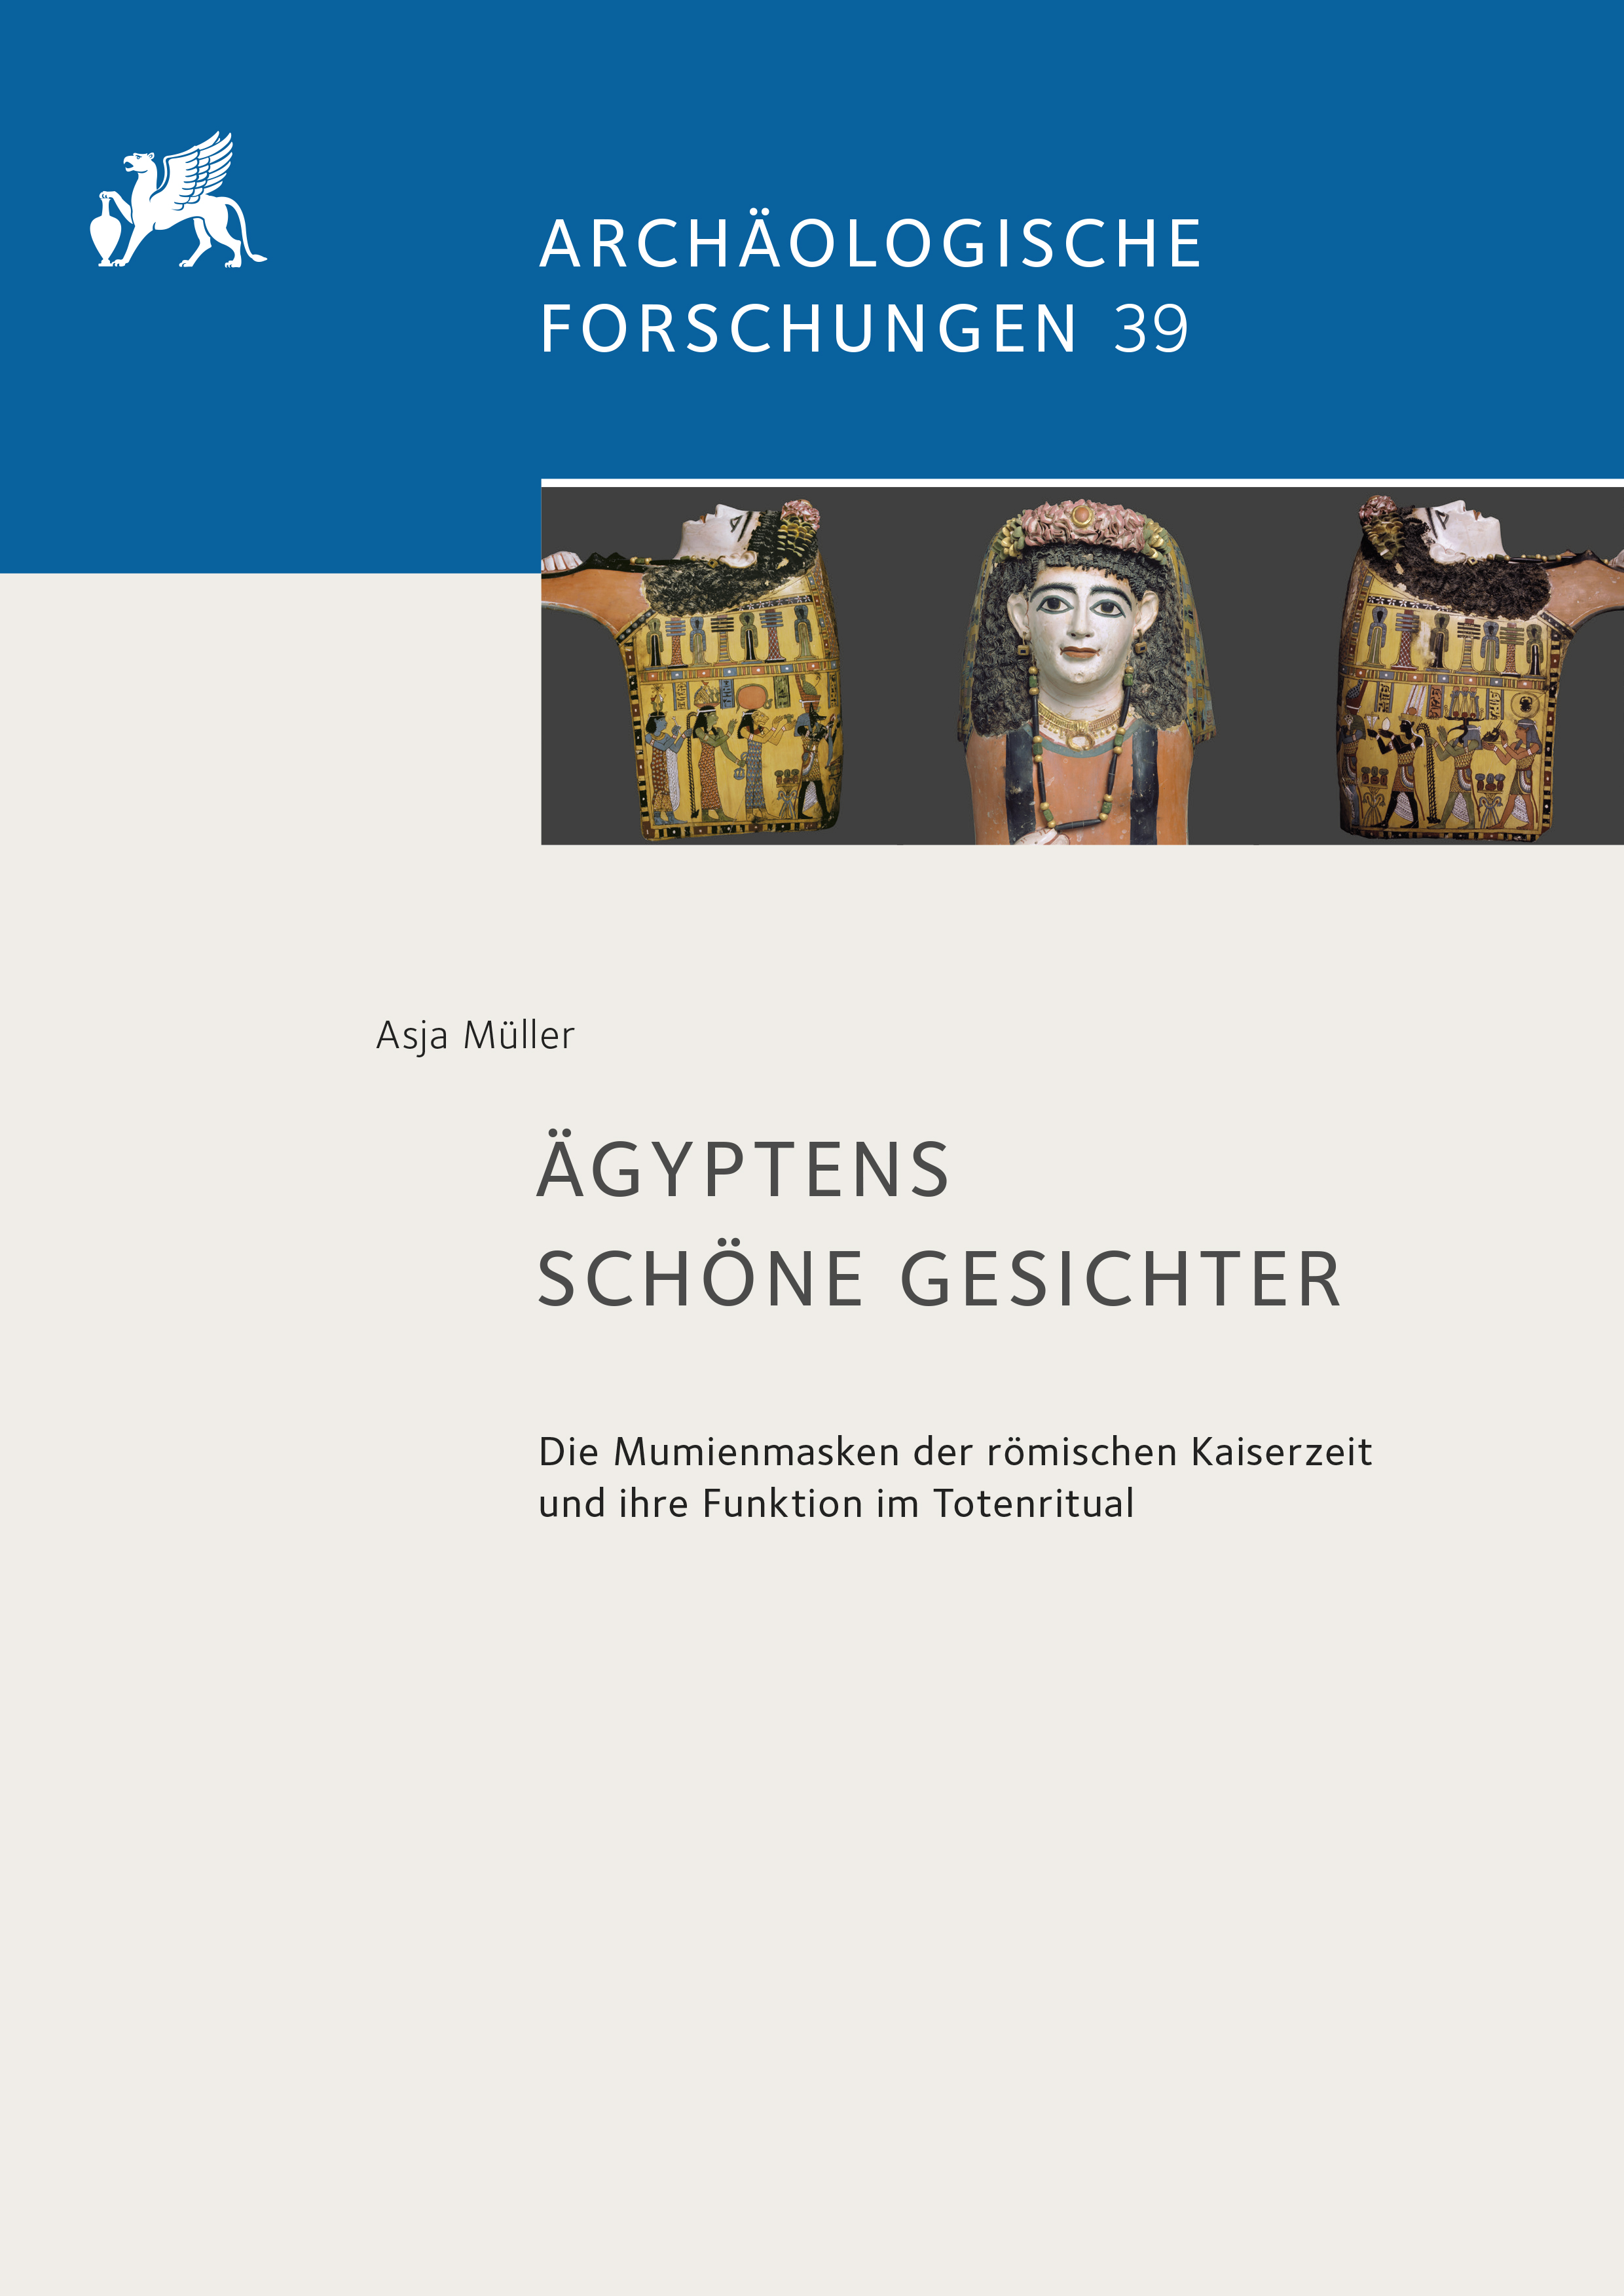 ARCHÄOLOGISCHE
FORSCHUNGEN 39
Asja Müller
ÄGYPTENS
SCHÖNE GESICHTER
Die Mumienmasken der römischen Kaiserzeit
und ihre Funktion im Totenritual